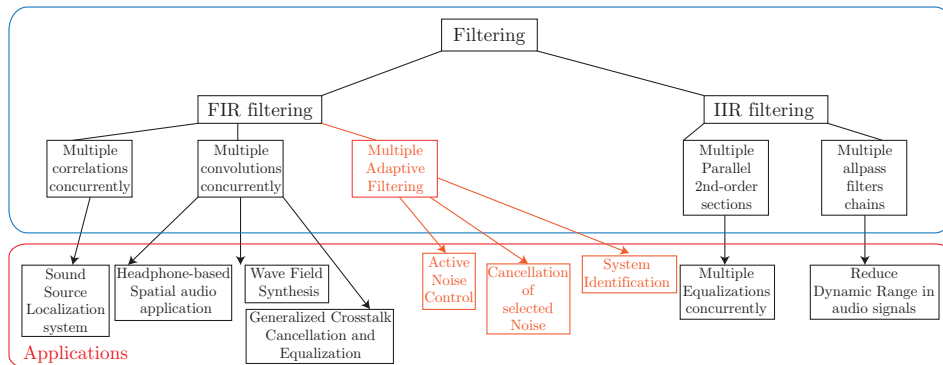 Filtering
FIR filtering
IIR filtering
Multiple
correlations
concurrently
Multiple
convolutions
concurrently
Multiple
Adaptive
Filtering
Multiple
Parallel
2nd-order
sections
Multiple
allpass
filters
chains
Sound
Source
Localization
system
Headphone-based
Spatial audio
application
Wave Field
Synthesis
Generalized Crosstalk
Cancellation and
Equalization
Active
Noise
Control
Cancellation
of
selected
Noise
System
Identification
Multiple
Equalizations
concurrently
Reduce
Dynamic Range in
audio signals
Applications